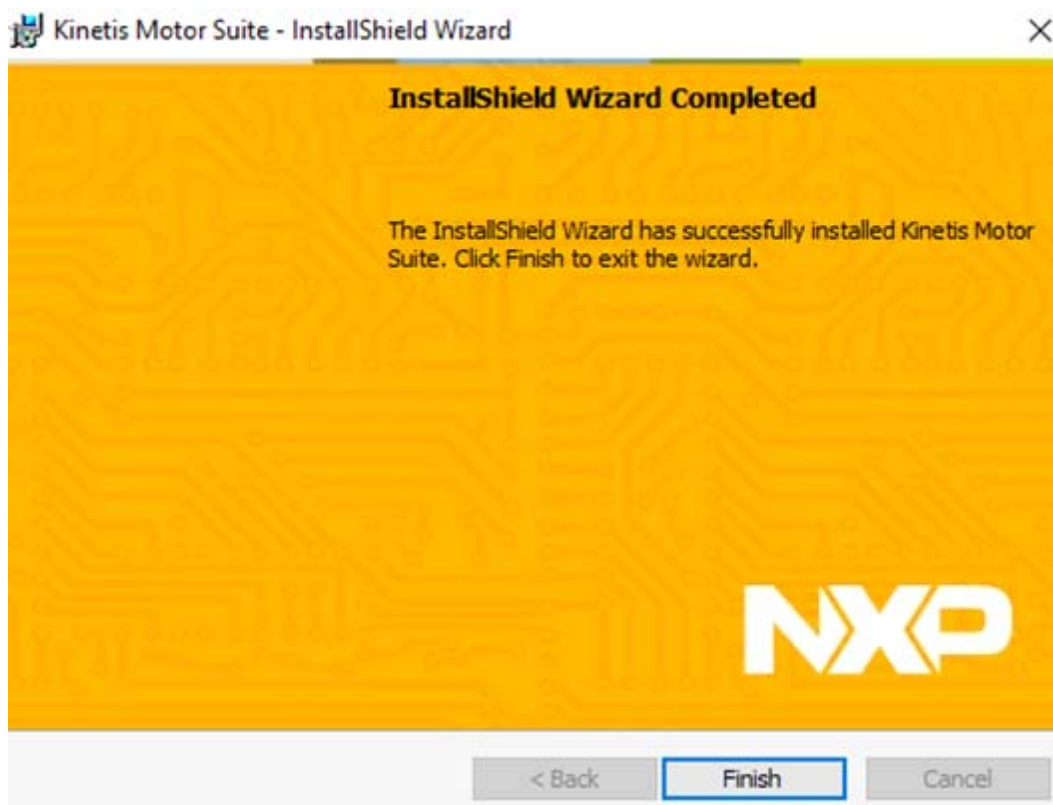 Kinetis Motor Suite - InstallShield Wizard
InstallShield Wizard Completed
The InstallShield Wizard has successfully installed Kinetis Motor
Suite. Click Finish to exit the wizard.
NXP
< Back
Finish
Cancel